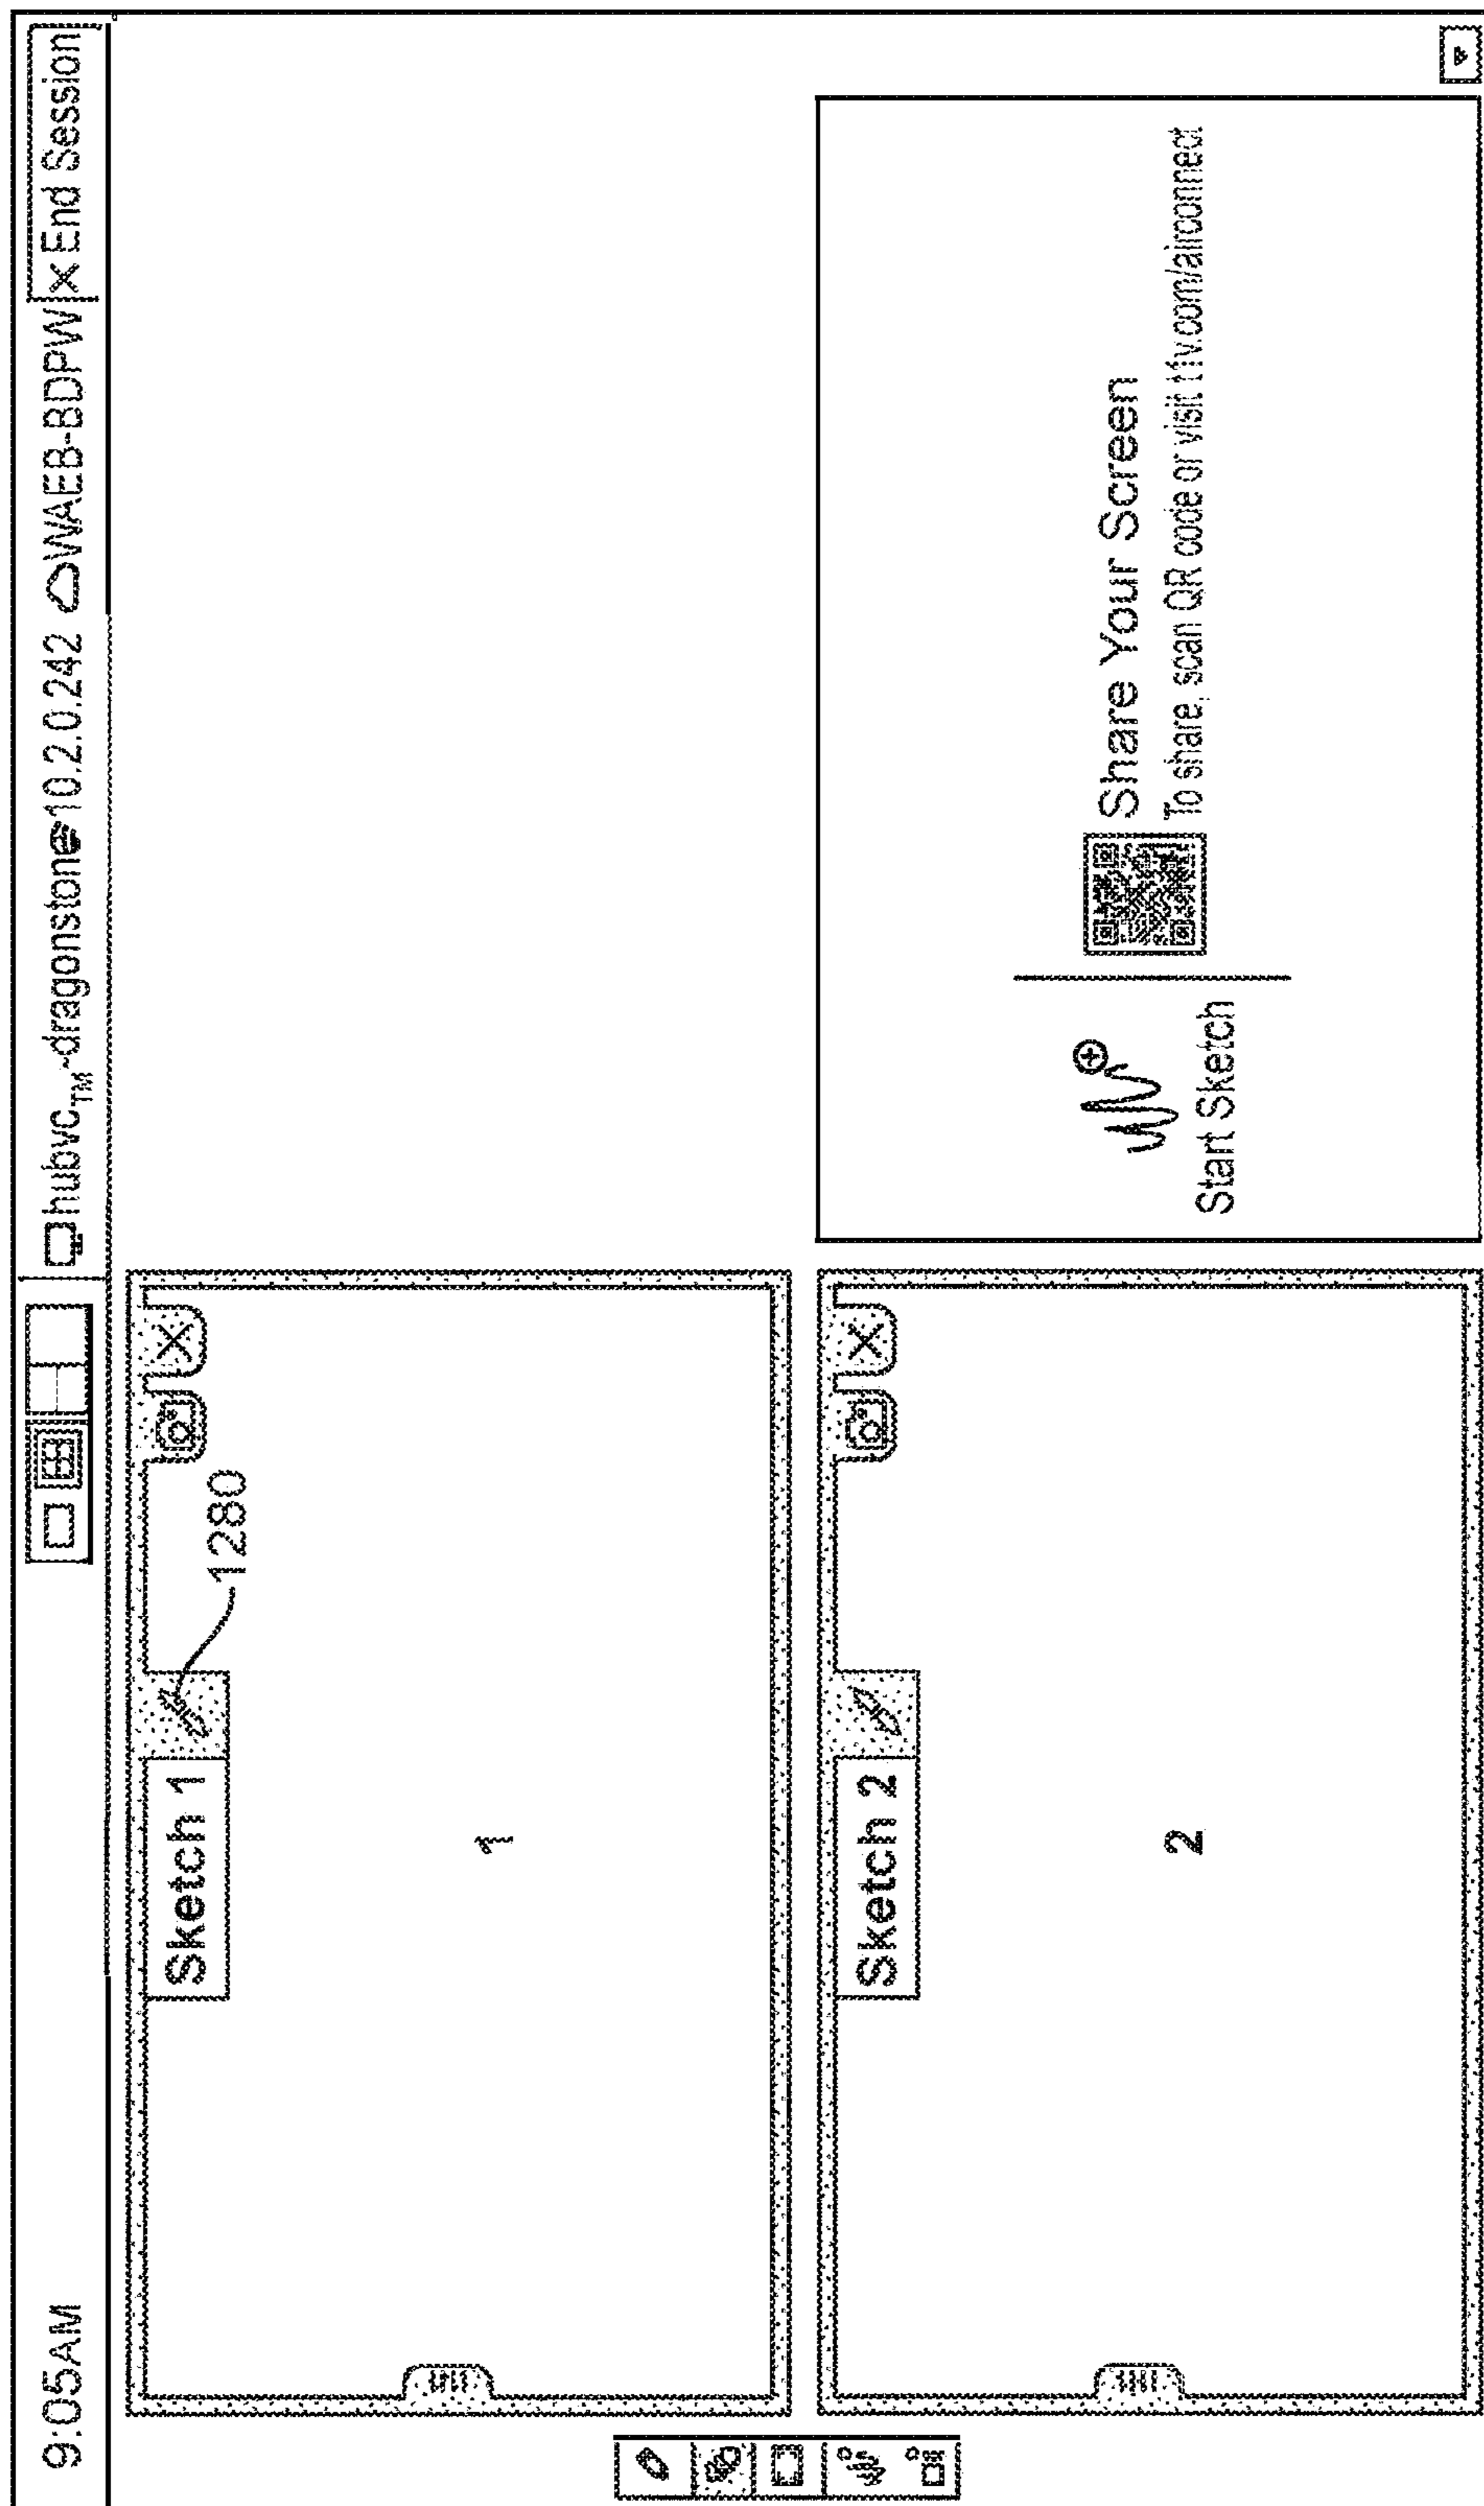 9:05AM
hubvc™~dragonstone
10.2.0.242
WAEB-BDPW
× End Session
Sketch 1
1280
1
Sketch 2
2
Start Sketch
Share Your Screen
To share, scan QR code or visit t1v.com/airconnect